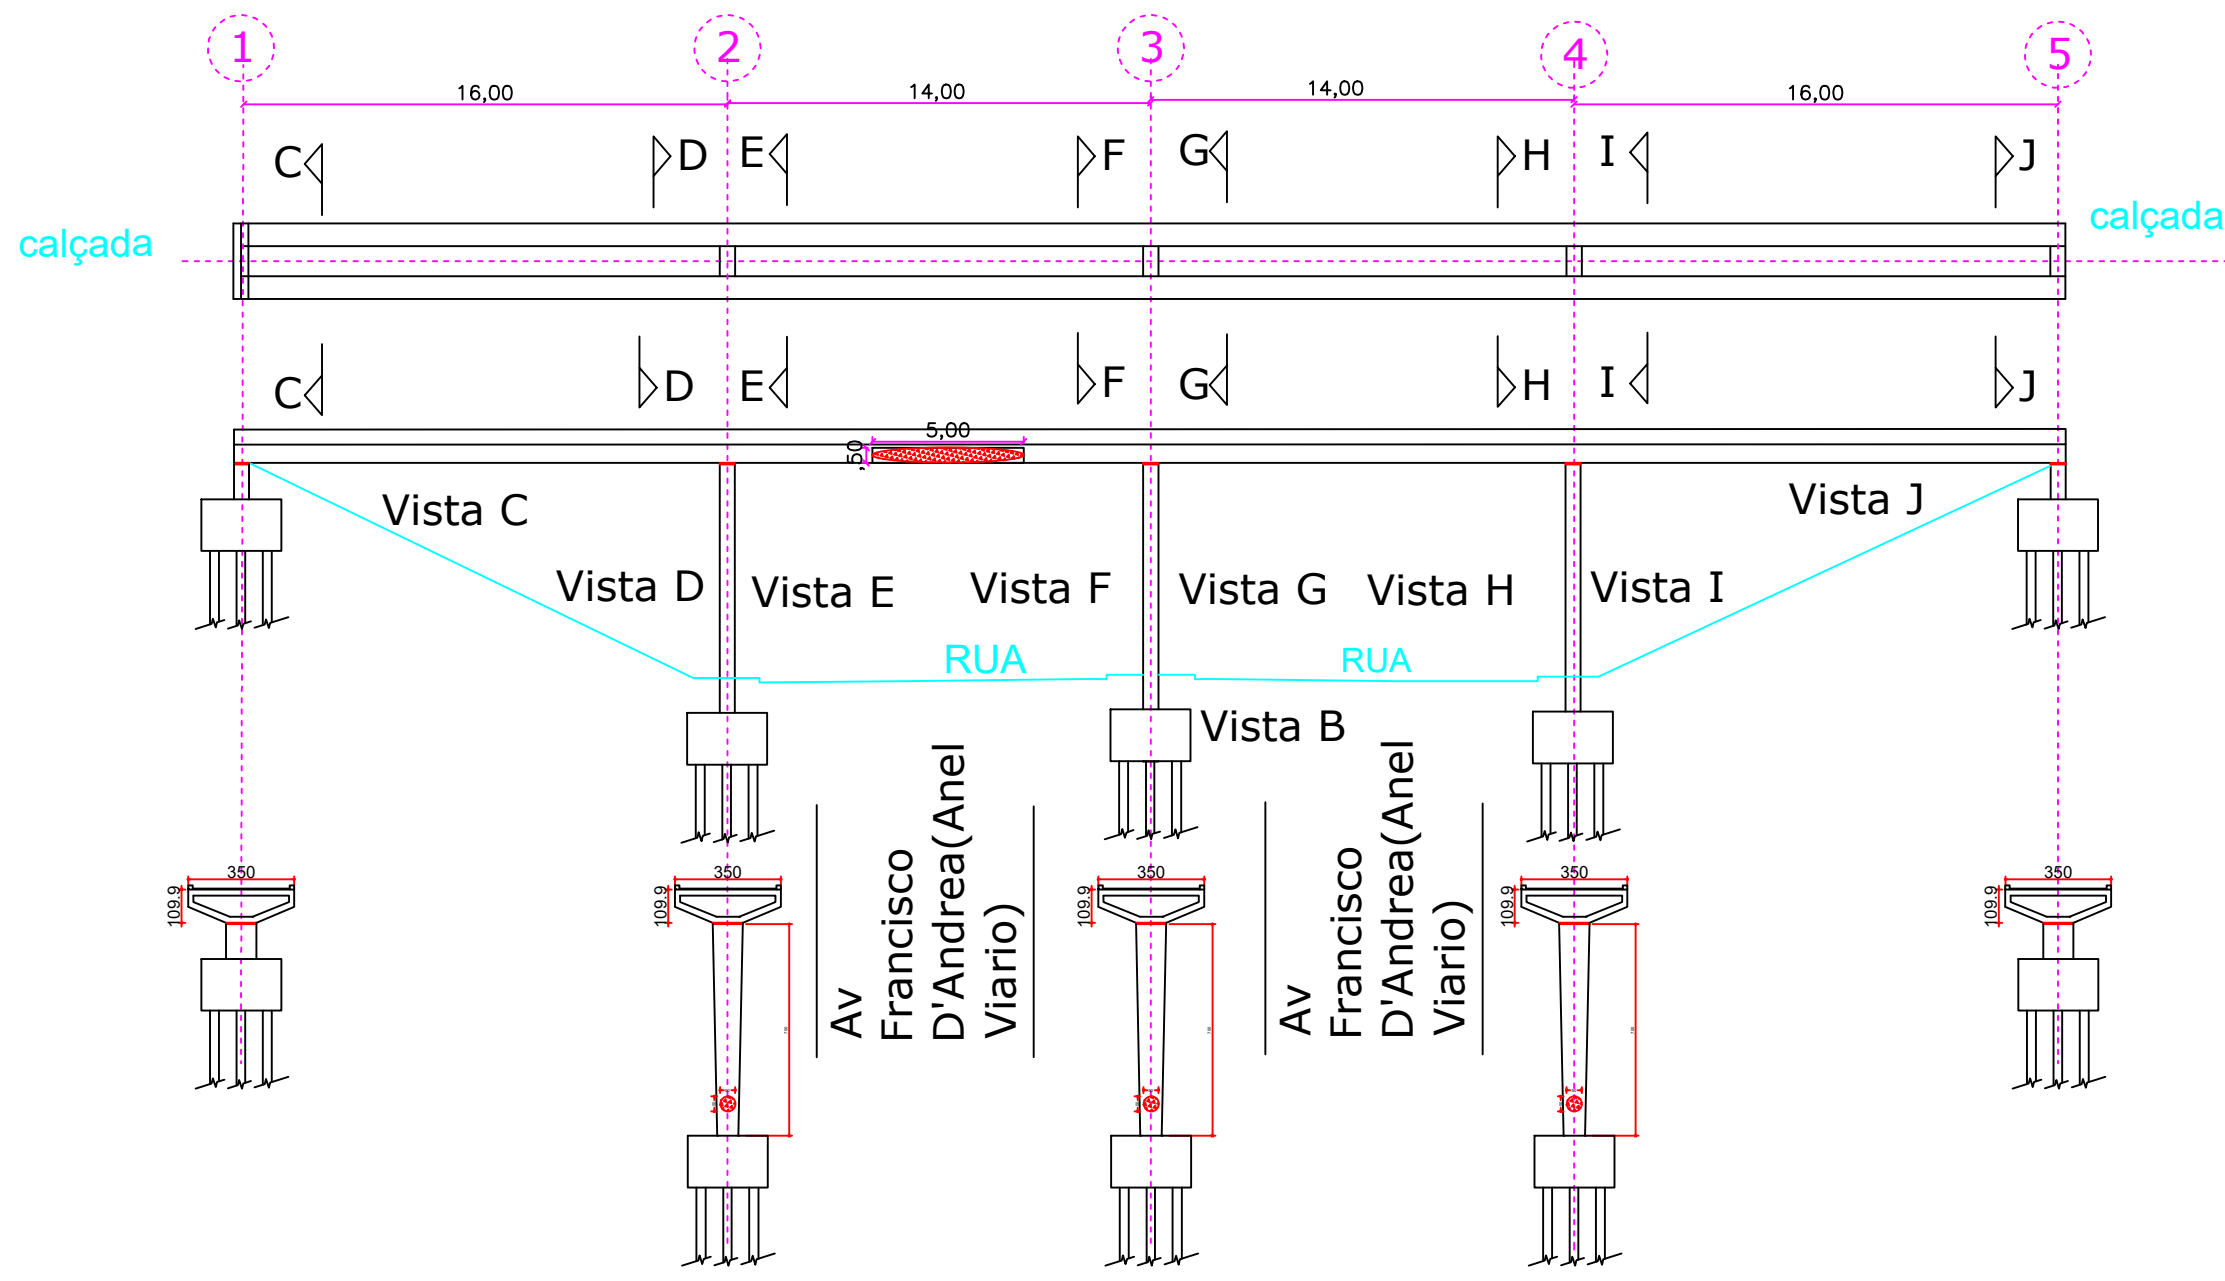 1 2 3 4 5
16,00 14,00 14,00 16,00
C D E F G H I J
calçada calçada
C D E F G H I J
5,00
,50
Vista C Vista J
Vista D Vista E Vista F Vista G Vista H Vista I
RUA RUA
Vista B
Av
Francisco
D'Andrea(Anel
Viario)
Av
Francisco
D'Andrea(Anel
Viario)
350 350 350 350 350
109.9 109.9 109.9 109.9 109.9